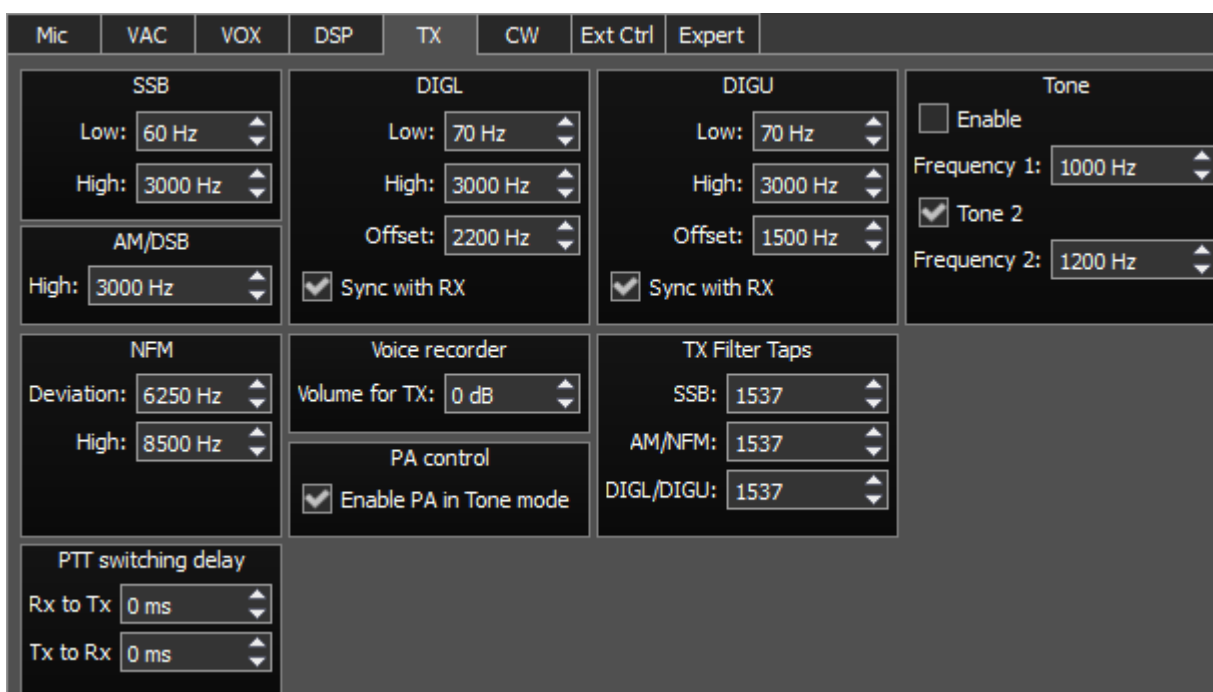 Mic VAC VOX DSP TX CW Ext Ctrl Expert
SSB
Low: 60 Hz
High: 3000 Hz
AM/DSB
High: 3000 Hz
DIGL
Low: 70 Hz
High: 3000 Hz
Offset: 2200 Hz
Sync with RX
DIGU
Low: 70 Hz
High: 3000 Hz
Offset: 1500 Hz
Sync with RX
Tone
Enable
Frequency 1: 1000 Hz
Tone 2
Frequency 2: 1200 Hz
NFM
Deviation: 6250 Hz
High: 8500 Hz
Voice recorder
Volume for TX: 0 dB
PA control
Enable PA in Tone mode
TX Filter Taps
SSB: 1537
AM/NFM: 1537
DIGL/DIGU: 1537
PTT switching delay
Rx to Tx 0 ms
Tx to Rx 0 ms